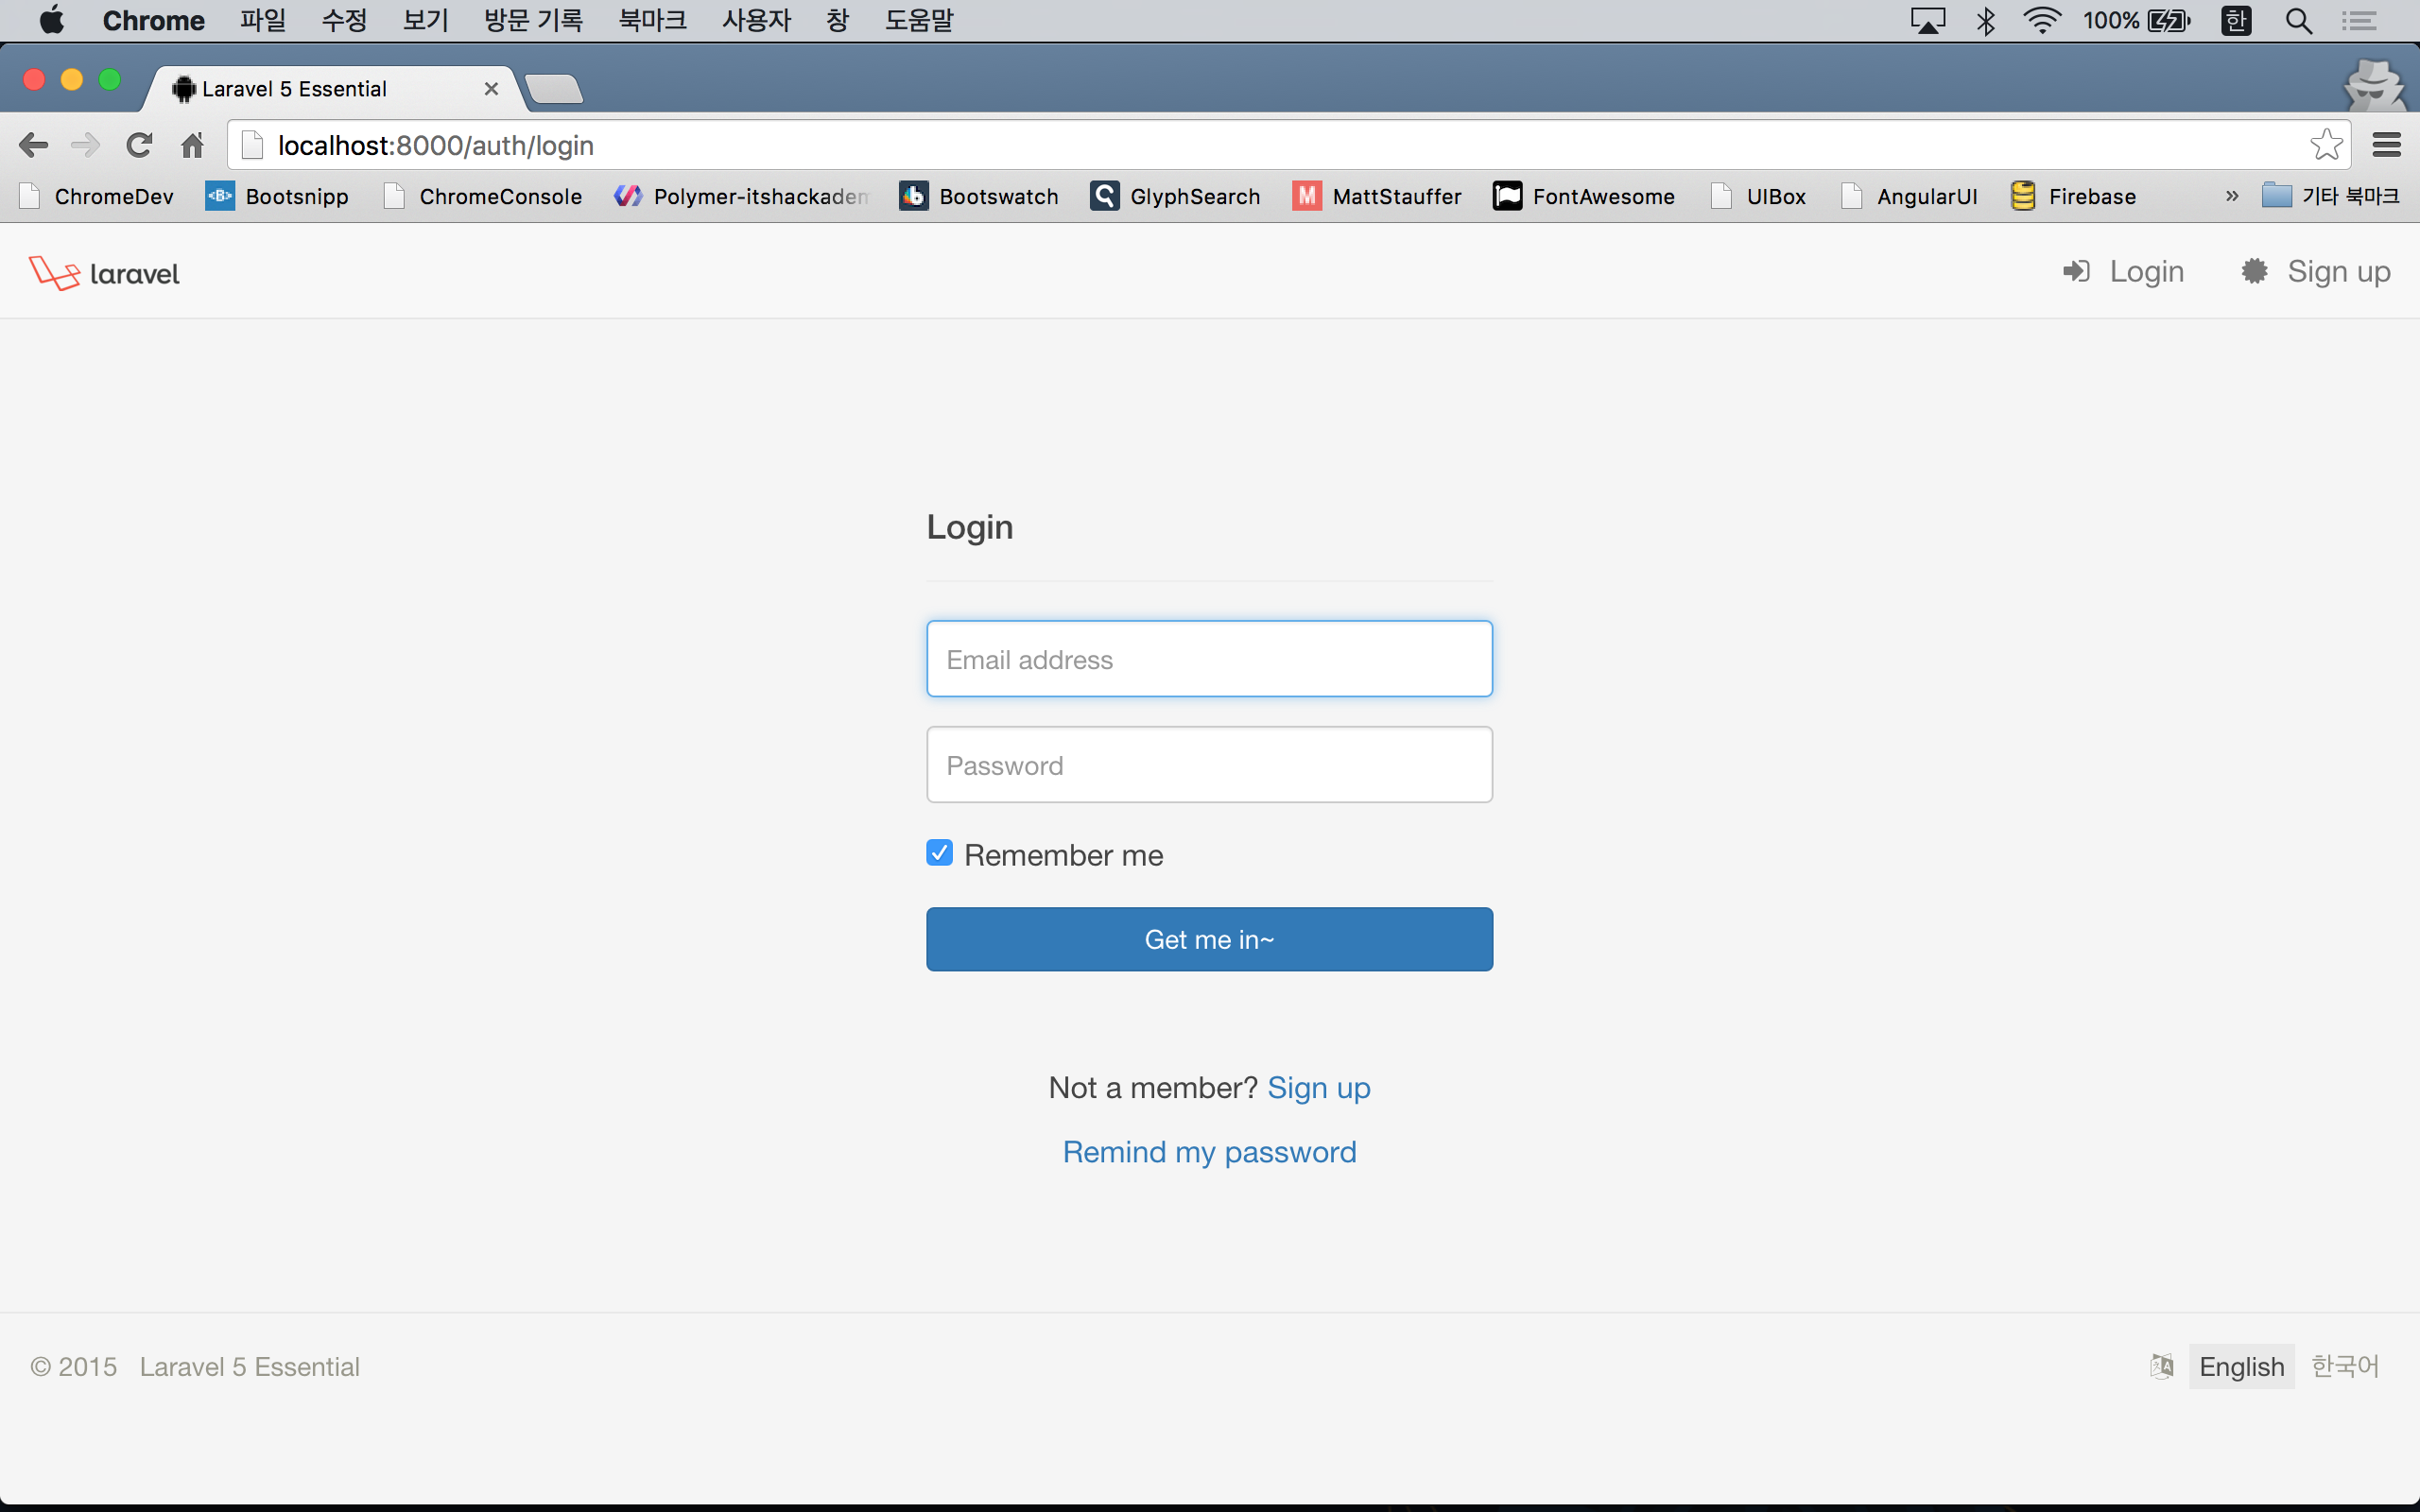 Chrome 파일 수정 보기 방문 기록 북마크 사용자 창 도움말 100% 한
Laravel 5 Essential
localhost:8000/auth/login
ChromeDev Bootsnipp ChromeConsole Polymer-itshackadem Bootswatch GlyphSearch MattStauffer FontAwesome UIBox AngularUI Firebase » 기타 북마크
laravel Login Sign up
Login
Email address
Password
Remember me
Get me in~
Not a member? Sign up
Remind my password
© 2015 Laravel 5 Essential English 한국어